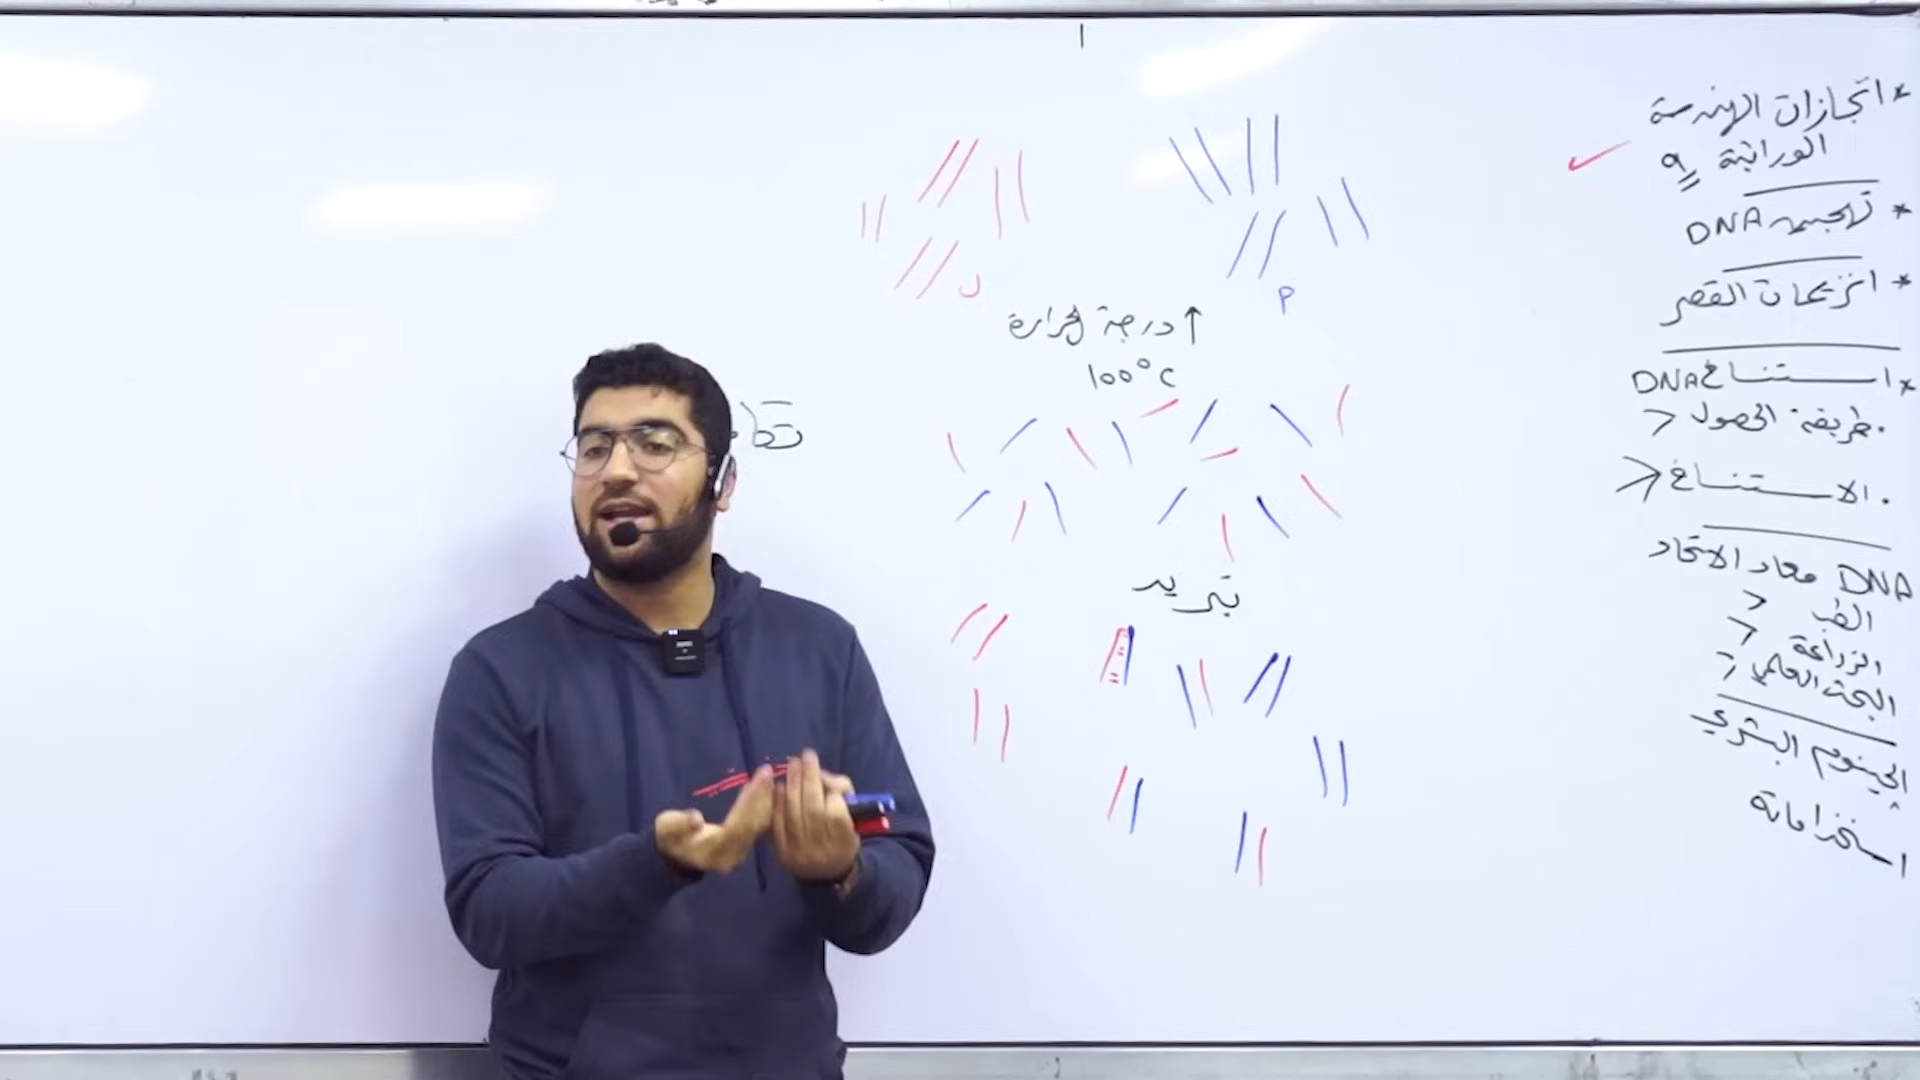 * انجازات الهندسة
الوراثية 9
* تهجين DNA
* انزيمات القصر
* استنساخ DNA
. طريقة الحصول >
. الاستنساخ >
DNA معاد الاتحاد
الطب >
الزراعة >
البحث العلمي >
الجينوم البشري
استخداماته
ل
P
↑ درجة الحرارة
100°C
تبريد